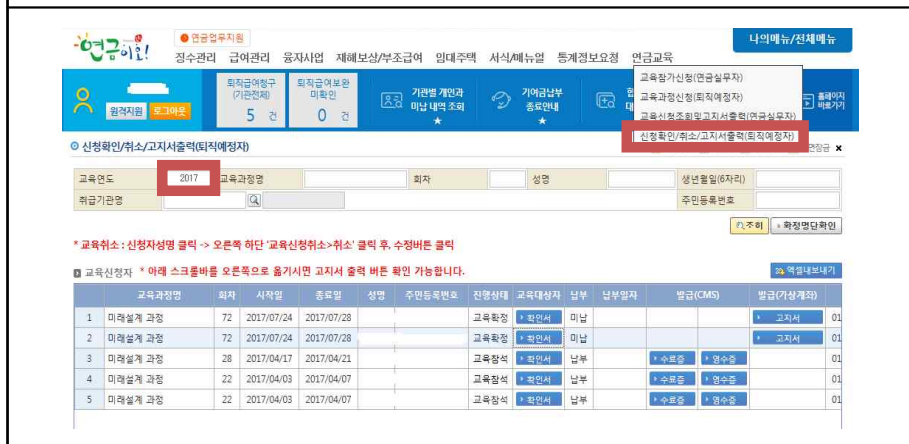 연금이요!
연금업무지원
나의메뉴/전체메뉴
징수관리 급여관리 융자사업 재해보상/부조급여 임대주택 서식/매뉴얼 통계정보요청 연금교육
교육참가신청(연금실무자)
교육과정신청(퇴직예정자)
교육신청조회및고지서출력(연금실무자)
신청확인/취소/고지서출력(퇴직예정자)
원격지원 로그아웃
퇴직급여청구
(기관전체)
5 건
퇴직급여보완
미확인
0 건
기관별 개인과
미납 내역 조회
★
기여금납부
종료안내
★
홈페이지
바로가기
신청확인/취소/고지서출력(퇴직예정자)
교육연도 2017 교육과정명 회차 성명 생년월일(6자리)
취급기관명 주민등록번호
조회 확정명단확인
* 교육취소 : 신청자성명 클릭 -> 오른쪽 하단 '교육신청취소>취소' 클릭 후, 수정버튼 클릭
교육신청자 * 아래 스크롤바를 오른쪽으로 옮기시면 고지서 출력 버튼 확인 가능합니다.
엑셀내보내기
교육과정명 회차 시작일 종료일 성명 주민등록번호 진행상태 교육대상자 납부 납부일자 발급(CMS) 발급(가상계좌)
1 미래설계 과정 72 2017/07/24 2017/07/28 교육확정 확인서 미납 고지서 01
2 미래설계 과정 72 2017/07/24 2017/07/28 교육확정 확인서 미납 고지서 01
3 미래설계 과정 28 2017/04/17 2017/04/21 교육참석 확인서 납부 수료증 영수증 01
4 미래설계 과정 22 2017/04/03 2017/04/07 교육참석 확인서 납부 수료증 영수증 01
5 미래설계 과정 22 2017/04/03 2017/04/07 교육참석 확인서 납부 수료증 영수증 01